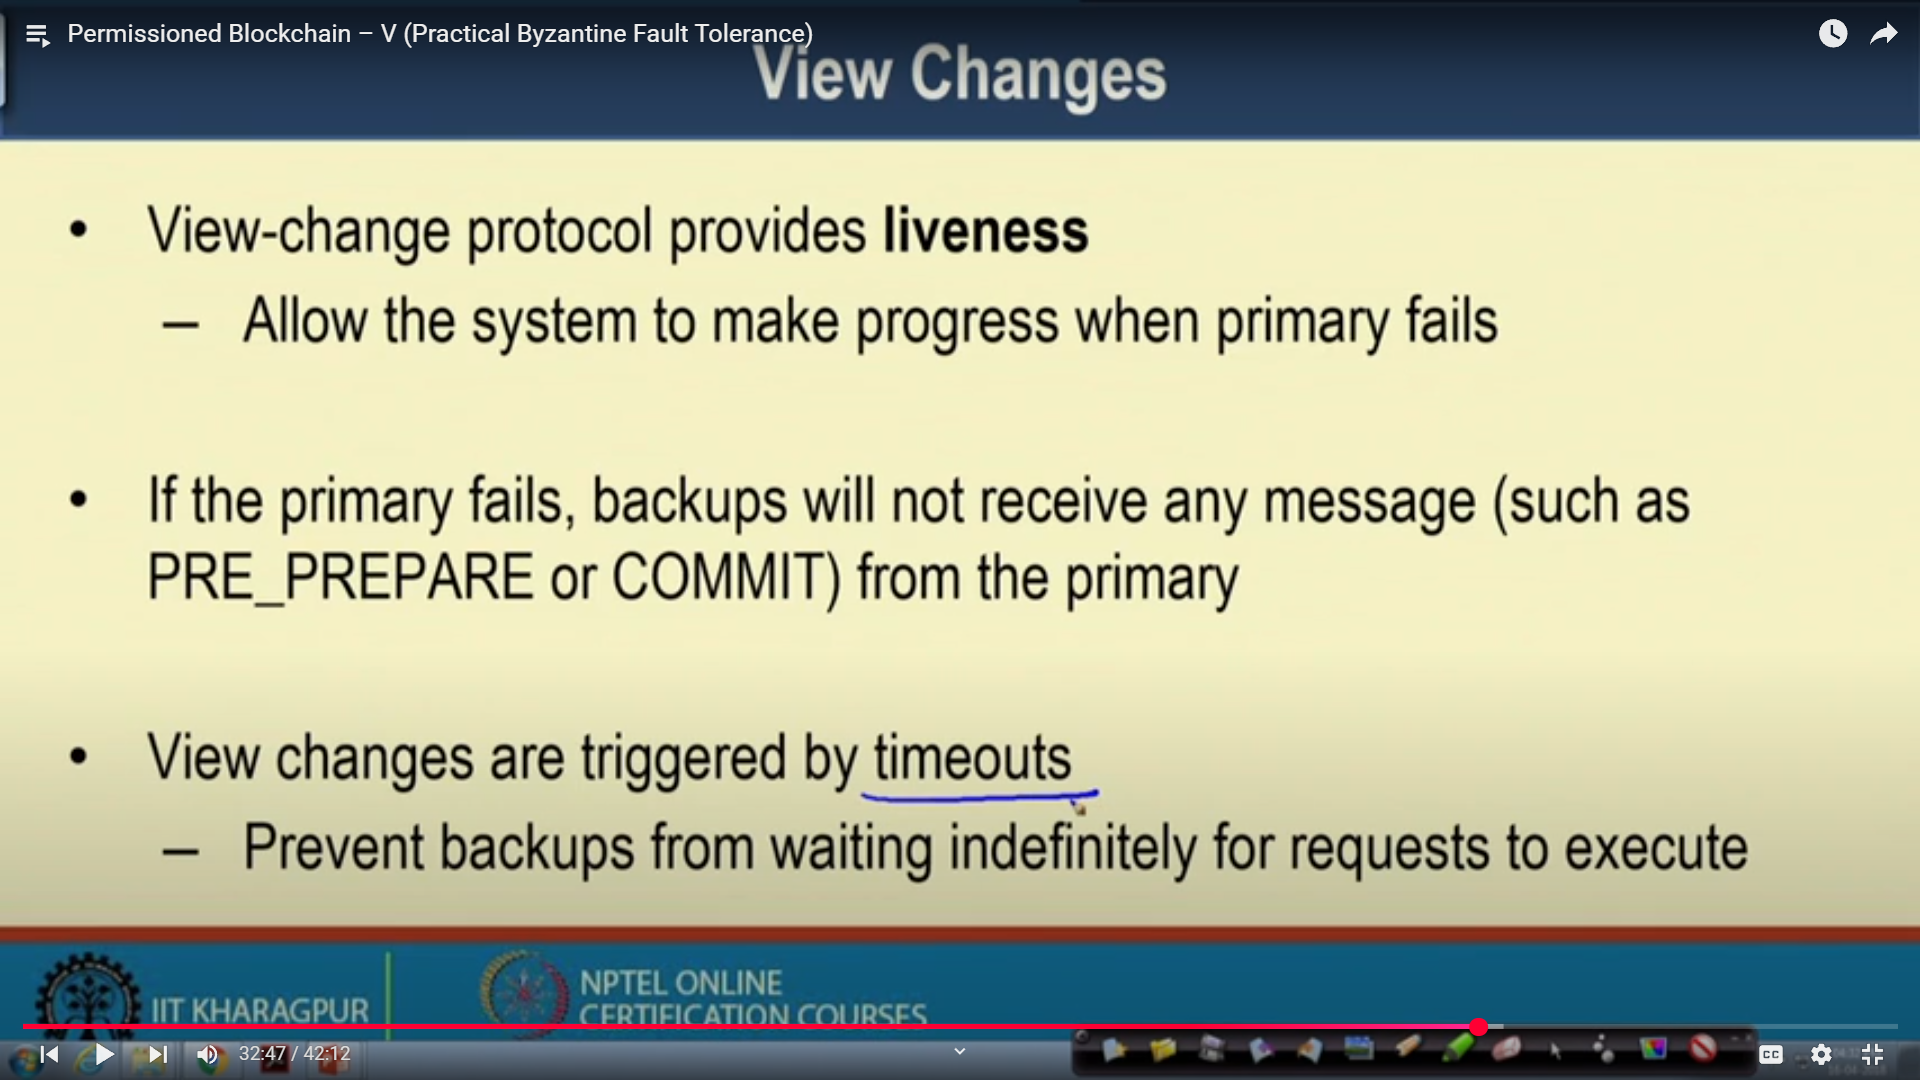 Permissioned Blockchain – V (Practical Byzantine Fault Tolerance)
View Changes
• View-change protocol provides liveness
– Allow the system to make progress when primary fails
• If the primary fails, backups will not receive any message (such as
PRE_PREPARE or COMMIT) from the primary
• View changes are triggered by timeouts
– Prevent backups from waiting indefinitely for requests to execute
IIT KHARAGPUR
NPTEL ONLINE
CERTIFICATION COURSES
32:47 / 42:12
CC